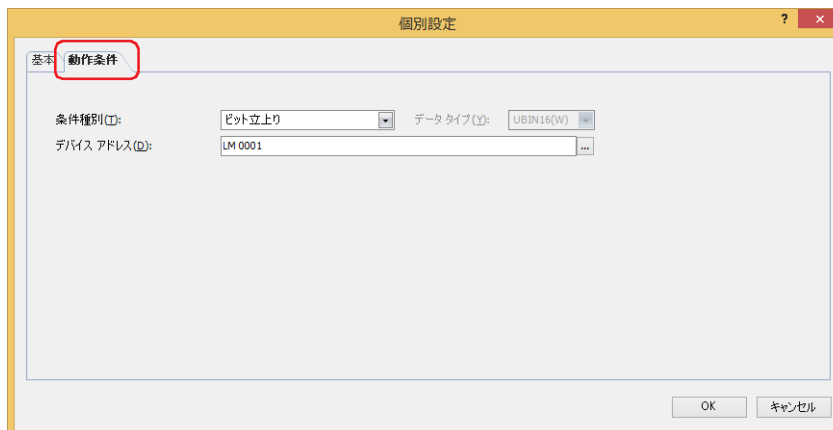 個別設定
? ×
基本 動作条件
条件種別(T): ビット立上り データ タイプ(Y): UBIN16(W)
デバイス アドレス(D): LM 0001 ...
OK キャンセル